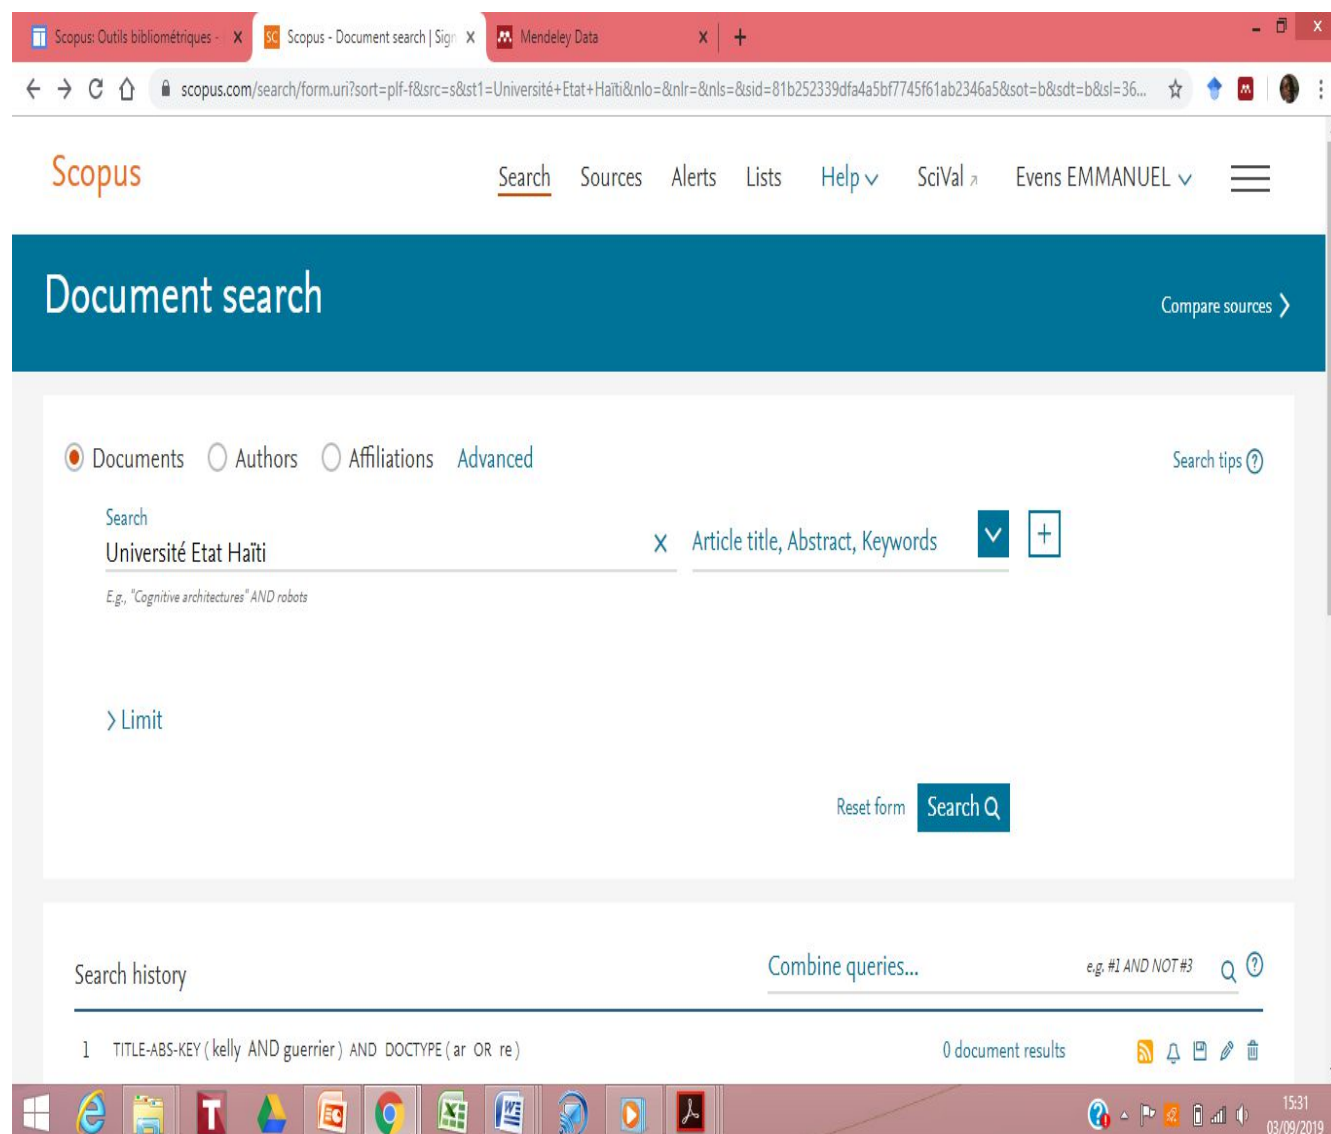 Scopus: Outils bibliométriques - Scopus - Document search | Sign Mendeley Data
scopus.com/search/form.uri?sort=plf-f&src=s&st1=Université+Etat+Haïti&nlo=&nlr=&nls=&sid=81b252339dfa4a5bf7745f61ab2346a5&sot=b&sdt=b&sl=36...
Scopus Search Sources Alerts Lists Help SciVal Evens EMMANUEL
Document search
Compare sources
Documents Authors Affiliations Advanced Search tips
Search
Université Etat Haïti Article title, Abstract, Keywords
E.g., "Cognitive architectures" AND robots
Limit
Reset form Search
Search history Combine queries... e.g. #1 AND NOT #3
1 TITLE-ABS-KEY ( kelly AND guerrier ) AND DOCTYPE ( ar OR re ) 0 document results
15:31
03/09/2019